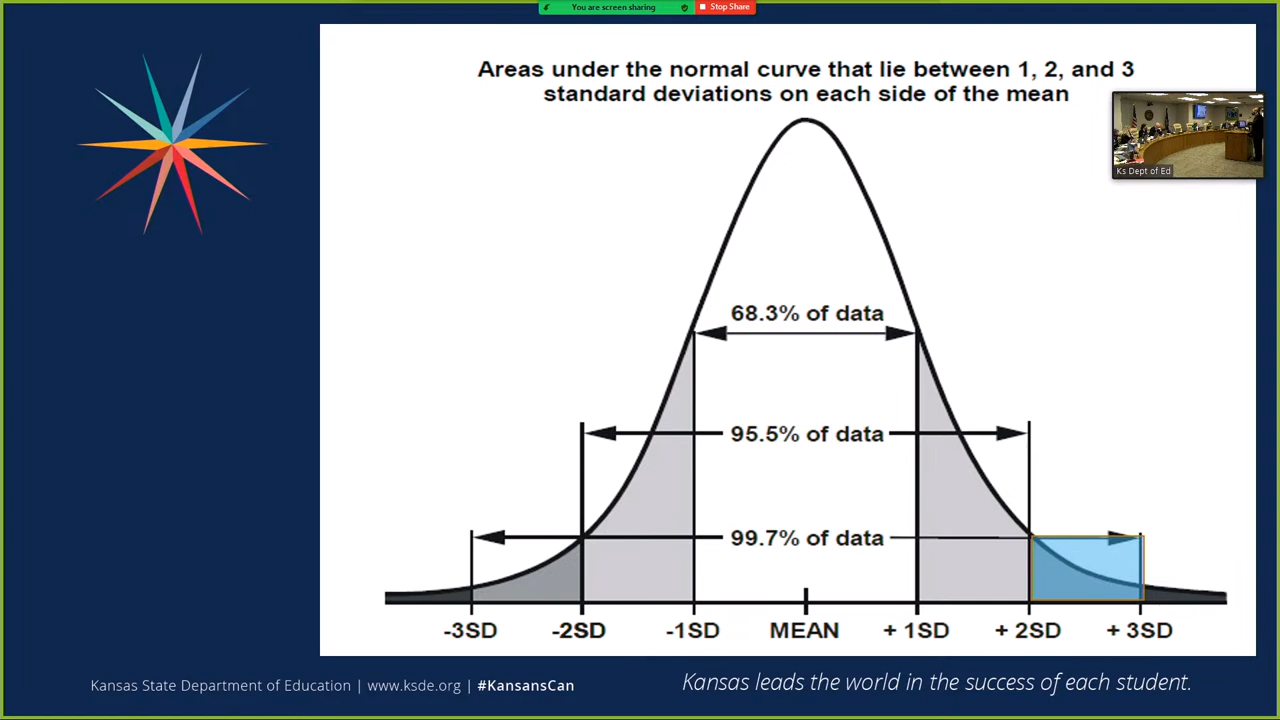 You are screen sharing
Stop Share
Areas under the normal curve that lie between 1, 2, and 3
standard deviations on each side of the mean
Ks Dept of Ed
68.3% of data
95.5% of data
99.7% of data
-3SD -2SD -1SD MEAN + 1SD + 2SD + 3SD
Kansas State Department of Education | www.ksde.org | #KansansCan
Kansas leads the world in the success of each student.